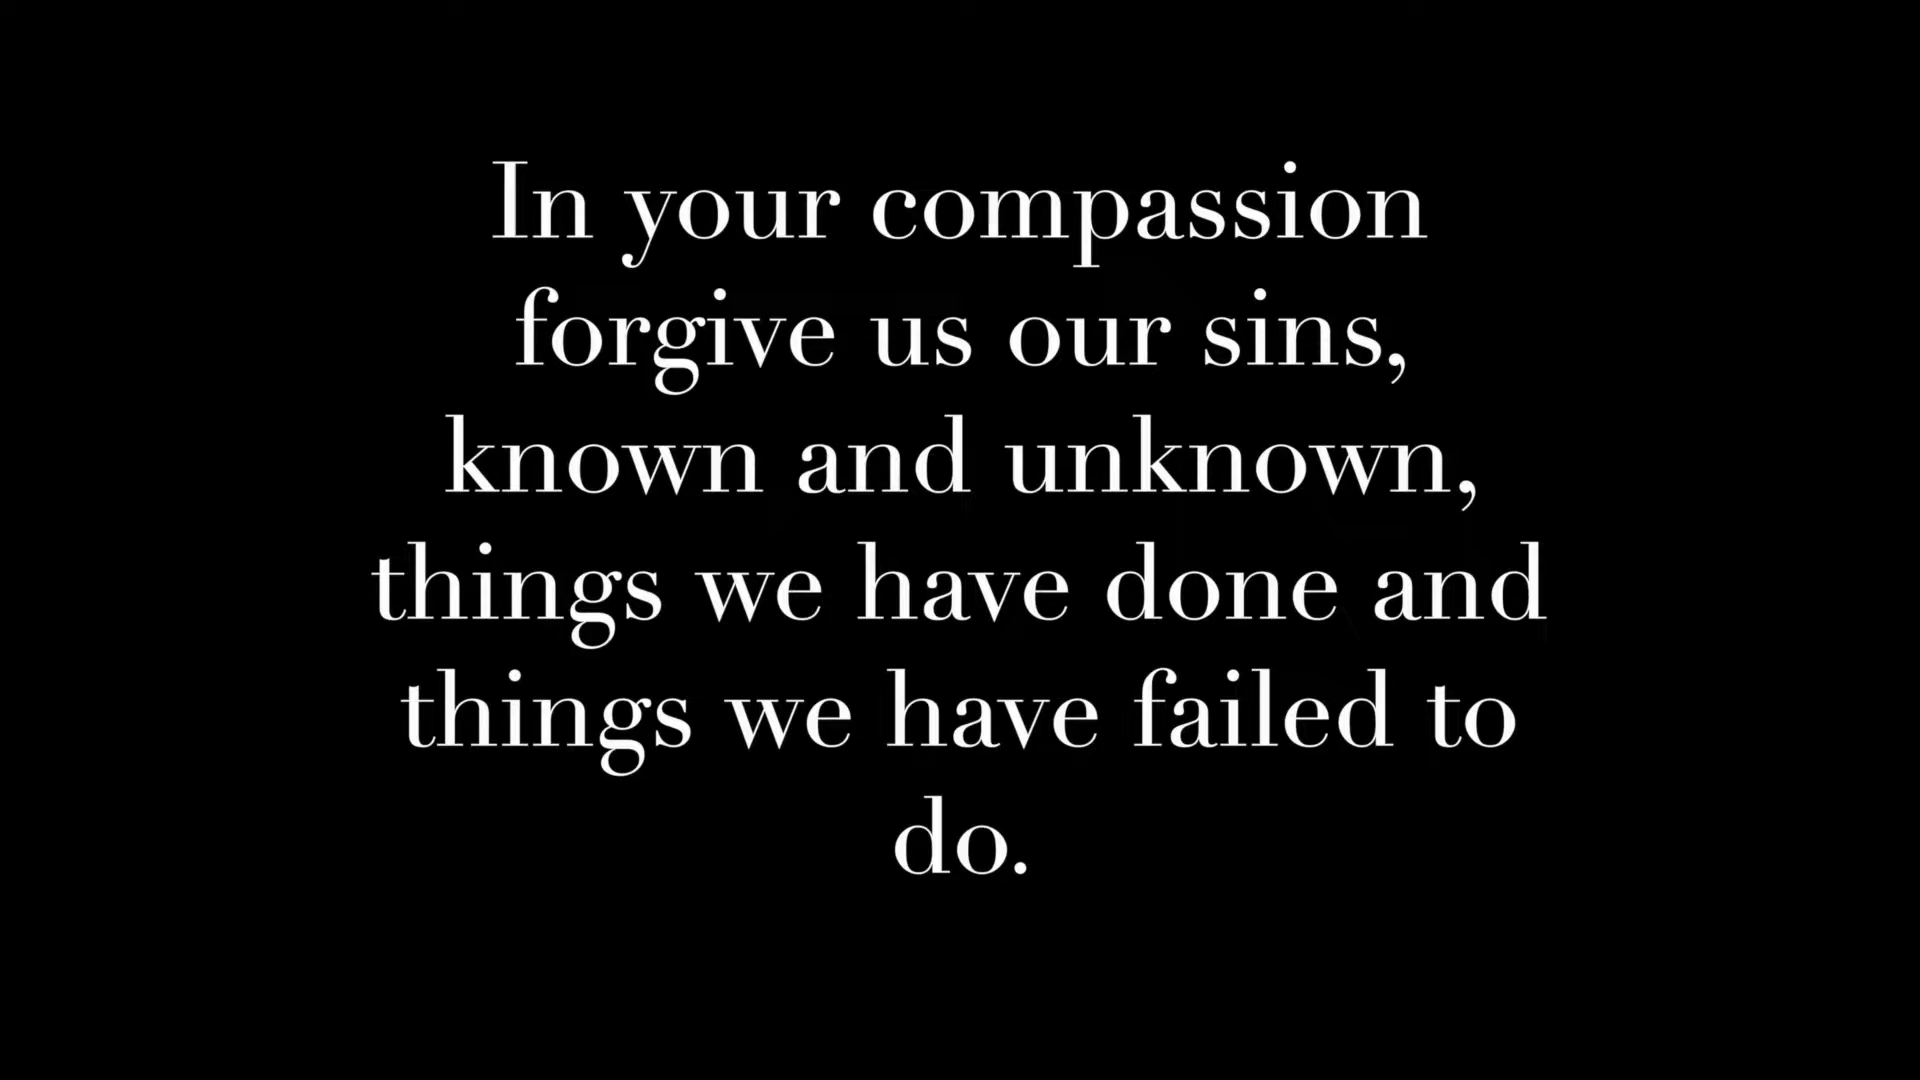 In your compassion
forgive us our sins,
known and unknown,
things we have done and
things we have failed to
do.